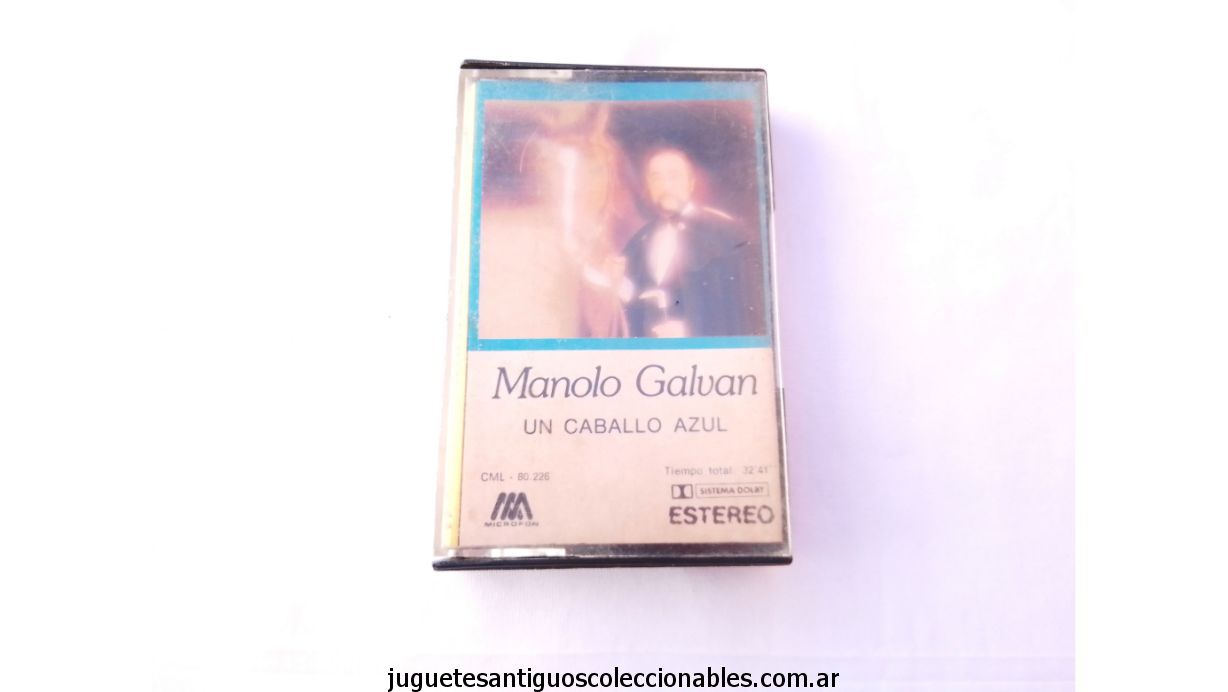 Manolo Galvan
UN CABALLO AZUL
CML - 80.226
Tiempo total: 32'41"
SISTEMA DOLBY
MICROFON
ESTEREO
juguetesantiguoscoleccionables.com.ar